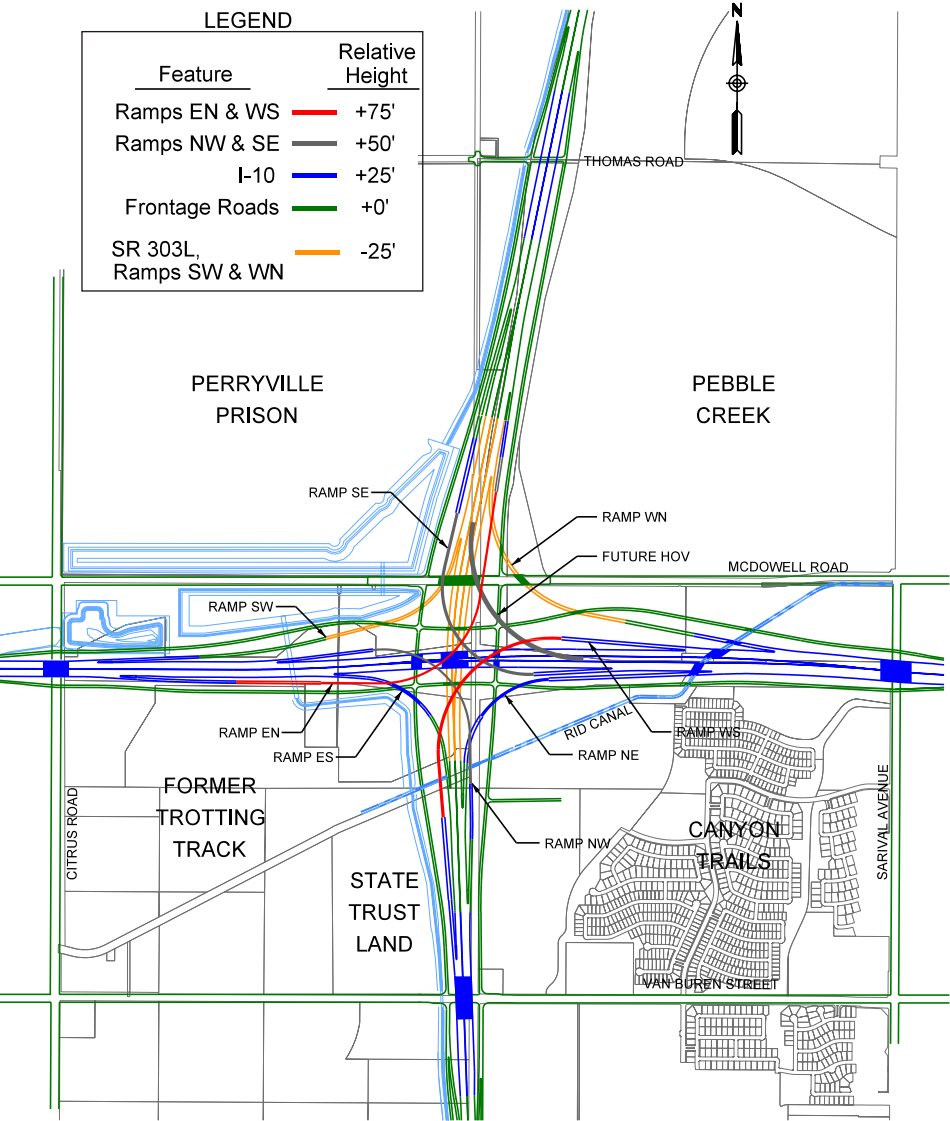 LEGEND
N
Feature
Relative
Height
Ramps EN & WS
+75'
Ramps NW & SE
+50'
I-10
+25'
Frontage Roads
+0'
SR 303L,
Ramps SW & WN
-25'
THOMAS ROAD
PERRYVILLE
PRISON
PEBBLE
CREEK
RAMP SE
RAMP WN
FUTURE HOV
MCDOWELL ROAD
RAMP SW
RAMP EN
RAMP ES
RID CANAL
RAMP WS
RAMP NE
FORMER
TROTTING
TRACK
CITRUS ROAD
SARIVAL AVENUE
RAMP NW
CANYON
TRAILS
STATE
TRUST
LAND
VAN BUREN STREET